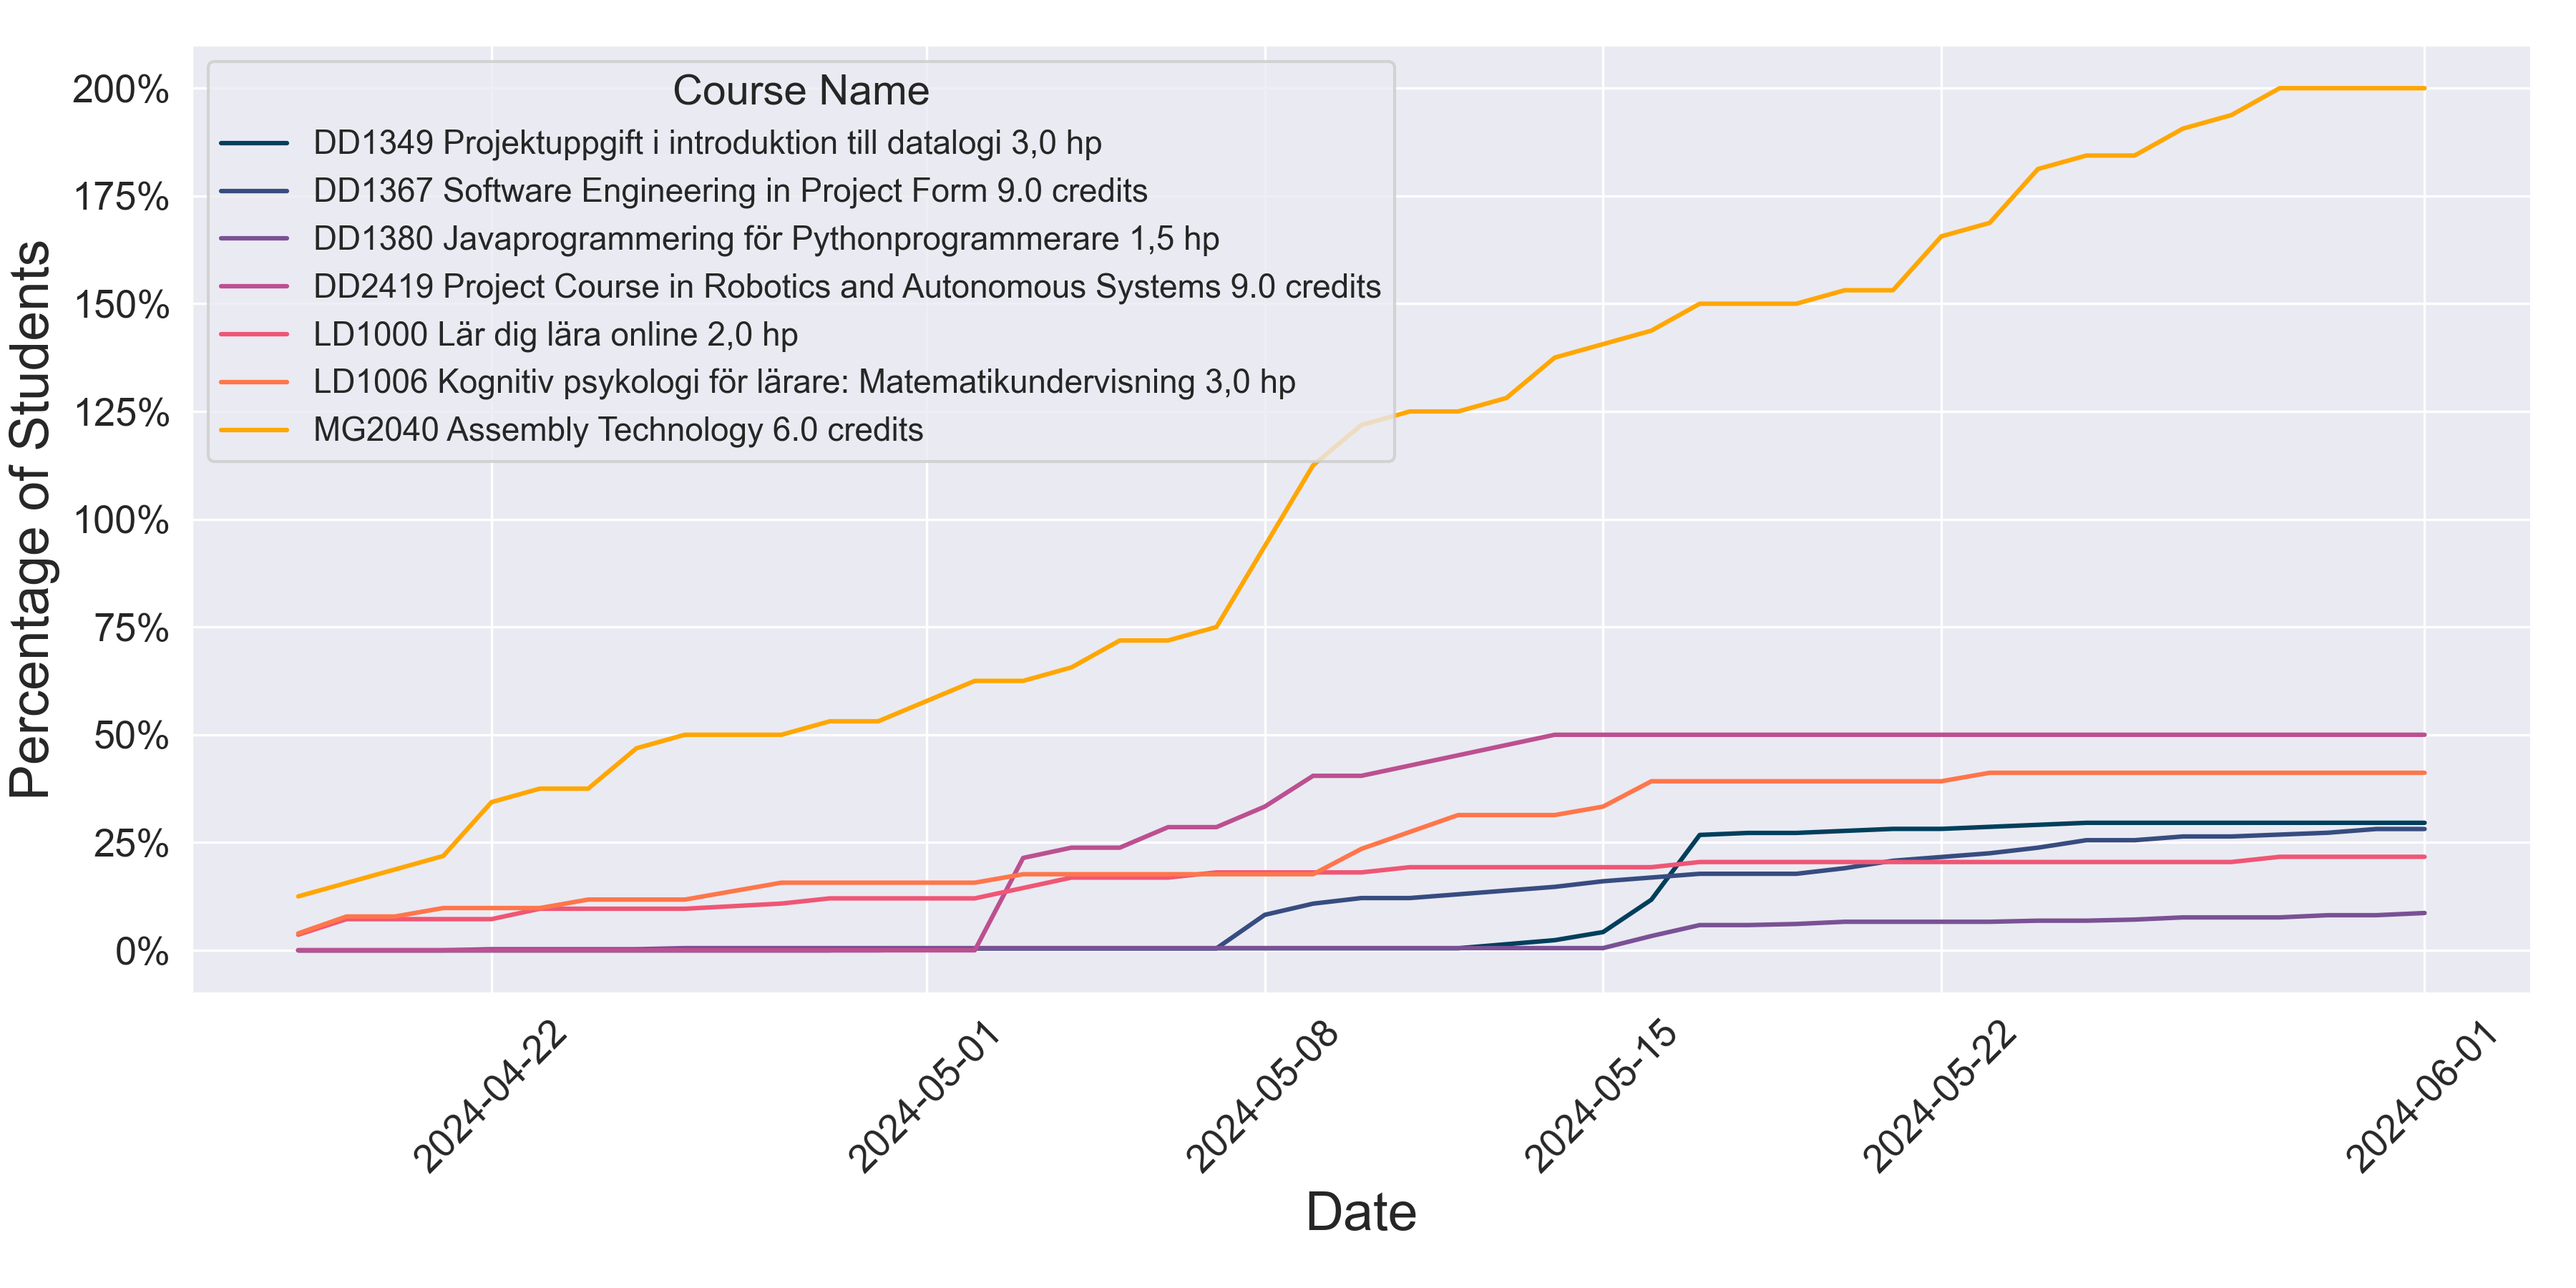 Course Name
DD1349 Projektuppgift i introduktion till datalogi 3,0 hp
DD1367 Software Engineering in Project Form 9.0 credits
DD1380 Javaprogrammering för Pythonprogrammerare 1,5 hp
DD2419 Project Course in Robotics and Autonomous Systems 9.0 credits
LD1000 Lär dig lära online 2,0 hp
LD1006 Kognitiv psykologi för lärare: Matematikundervisning 3,0 hp
MG2040 Assembly Technology 6.0 credits
Percentage of Students
200%
175%
150%
125%
100%
75%
50%
25%
0%
2024-04-22
2024-05-01
2024-05-08
2024-05-15
2024-05-22
2024-06-01
Date